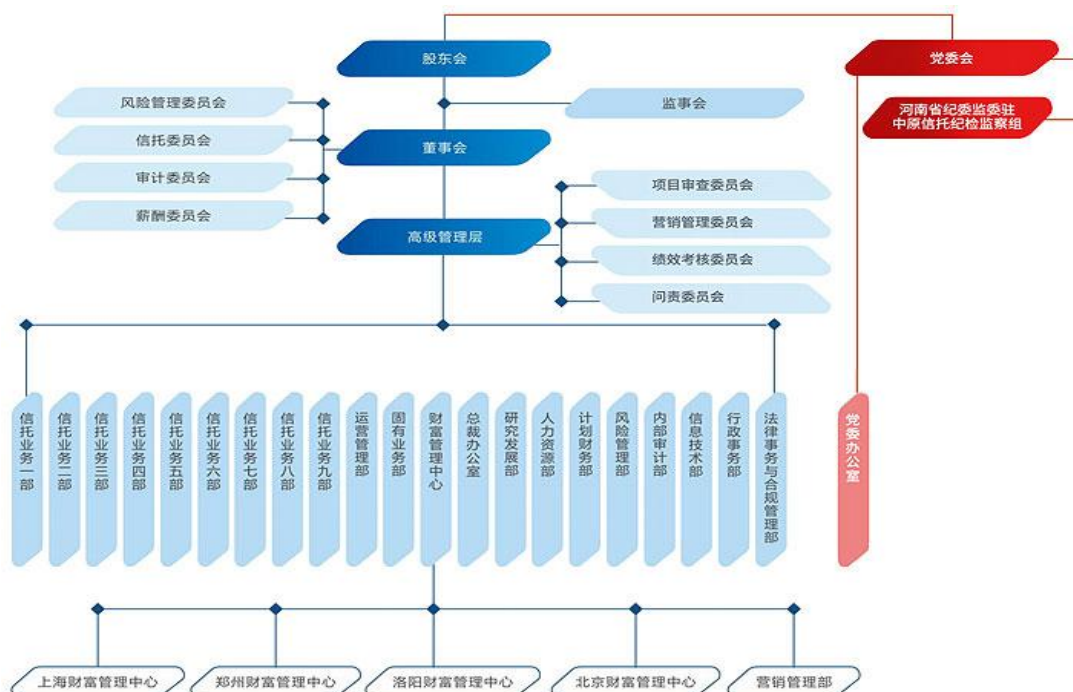 股东会
党委会
风险管理委员会
监事会
河南省纪委监委驻
中原信托纪检监察组
信托委员会
董事会
审计委员会
项目审查委员会
薪酬委员会
营销管理委员会
高级管理层
绩效考核委员会
问责委员会
信托业务一部
信托业务二部
信托业务三部
信托业务四部
信托业务五部
信托业务六部
信托业务七部
信托业务八部
信托业务九部
运营管理部
固有业务部
财富管理中心
总裁办公室
研究发展部
人力资源部
计划财务部
风险管理部
内部审计部
信息技术部
行政事务部
法律事务与合规管理部
党委办公室
上海财富管理中心
郑州财富管理中心
洛阳财富管理中心
北京财富管理中心
营销管理部